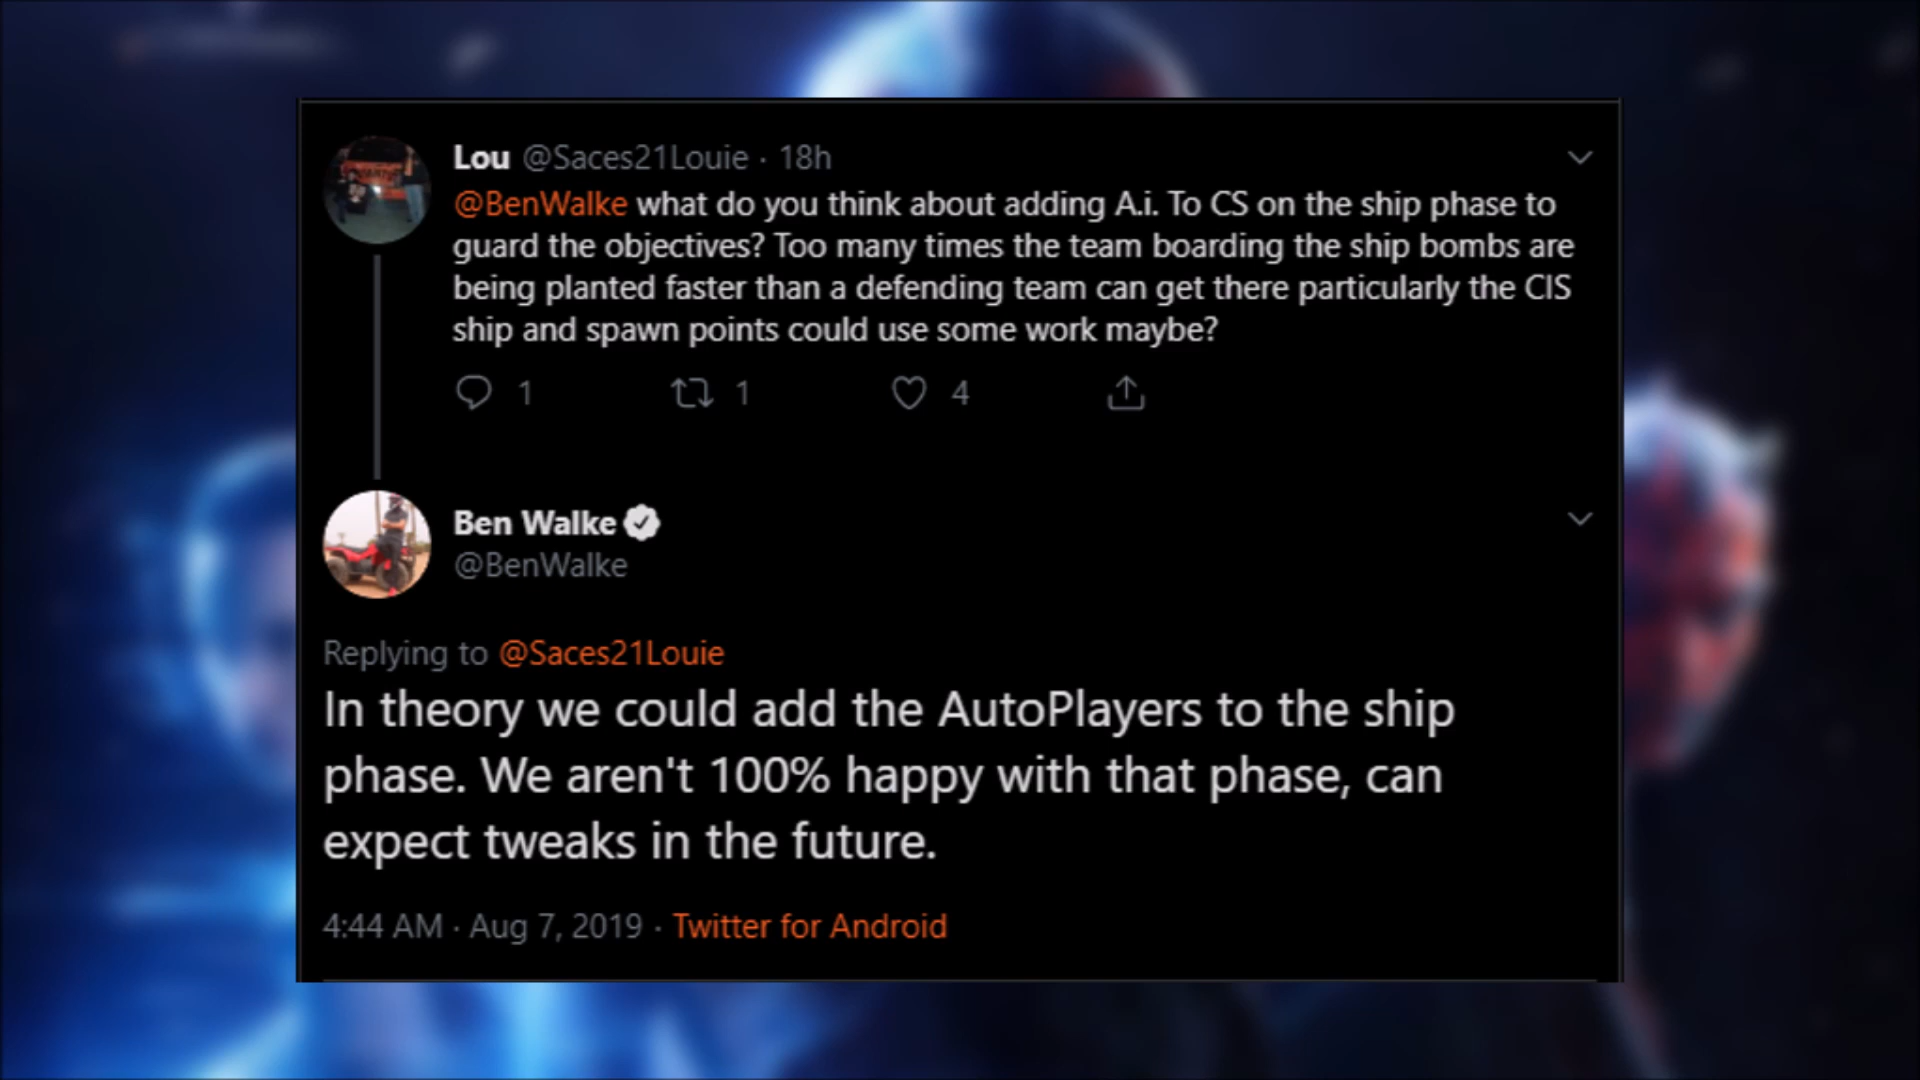 Lou @Saces21Louie · 18h
@BenWalke what do you think about adding A.i. To CS on the ship phase to
guard the objectives? Too many times the team boarding the ship bombs are
being planted faster than a defending team can get there particularly the CIS
ship and spawn points could use some work maybe?
1 1 4
Ben Walke
@BenWalke
Replying to @Saces21Louie
In theory we could add the AutoPlayers to the ship
phase. We aren't 100% happy with that phase, can
expect tweaks in the future.
4:44 AM · Aug 7, 2019 · Twitter for Android